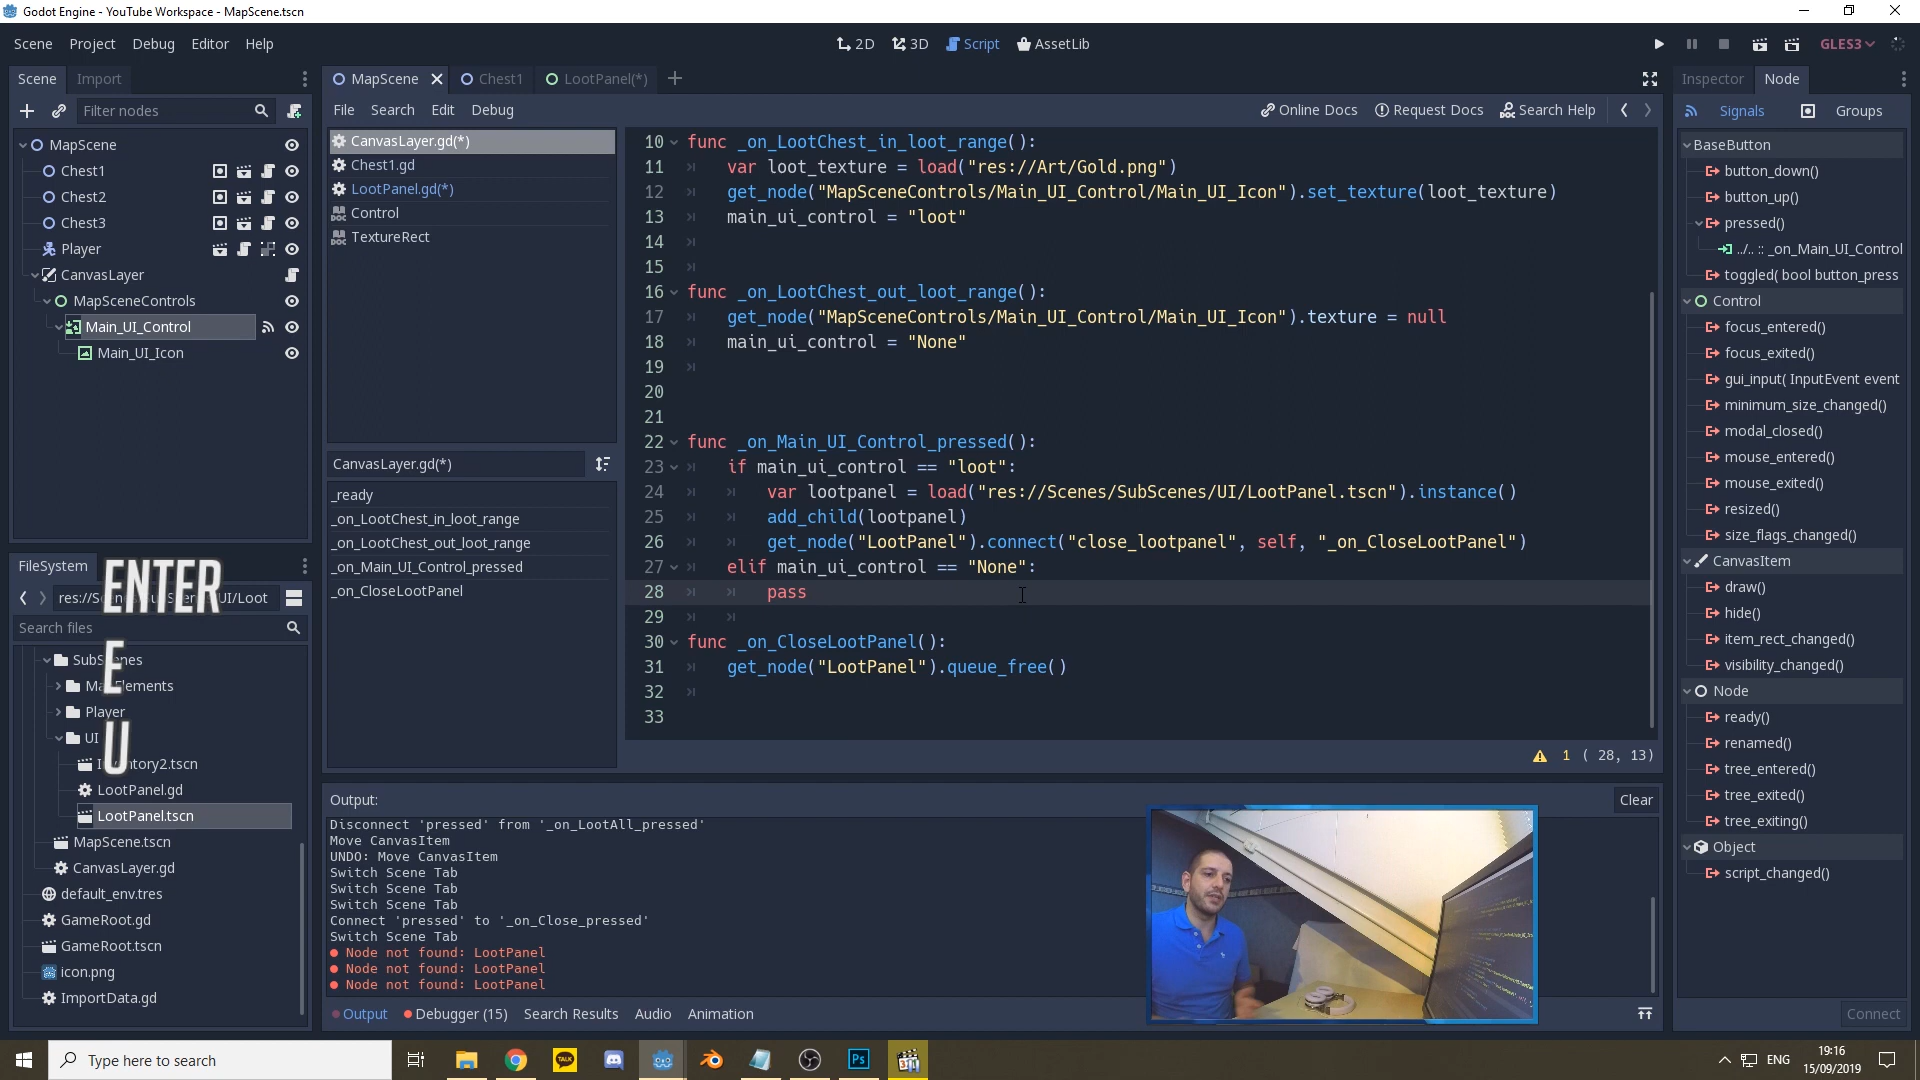 Godot Engine - YouTube Workspace - MapScene.tscn
Scene Project Debug Editor Help
2D 3D Script AssetLib
GLES3
Scene Import
Filter nodes
MapScene
Chest1
Chest2
Chest3
Player
CanvasLayer
MapSceneControls
Main_UI_Control
Main_UI_Icon
FileSystem
ENTER
E
U
Search files
SubScenes
Player
UI
LootPanel.gd
LootPanel.tscn
MapScene.tscn
CanvasLayer.gd
default_env.tres
GameRoot.gd
GameRoot.tscn
icon.png
ImportData.gd
MapScene Chest1 LootPanel(*)
File Search Edit Debug
Online Docs Request Docs Search Help
CanvasLayer.gd(*)
Chest1.gd
LootPanel.gd(*)
Control
TextureRect
CanvasLayer.gd(*)
_ready
_on_LootChest_in_loot_range
_on_LootChest_out_loot_range
_on_Main_UI_Control_pressed
_on_CloseLootPanel
10 func _on_LootChest_in_loot_range():
11 var loot_texture = load("res://Art/Gold.png")
12 get_node("MapSceneControls/Main_UI_Control/Main_UI_Icon").set_texture(loot_texture)
13 main_ui_control = "loot"
14
15
16 func _on_LootChest_out_loot_range():
17 get_node("MapSceneControls/Main_UI_Control/Main_UI_Icon").texture = null
18 main_ui_control = "None"
19
20
21
22 func _on_Main_UI_Control_pressed():
23 if main_ui_control == "loot":
24 var lootpanel = load("res://Scenes/SubScenes/UI/LootPanel.tscn").instance()
25 add_child(lootpanel)
26 get_node("LootPanel").connect("close_lootpanel", self, "_on_CloseLootPanel")
27 elif main_ui_control == "None":
28 pass
29
30 func _on_CloseLootPanel():
31 get_node("LootPanel").queue_free()
32
33
1 ( 28, 13)
Output:
Clear
Disconnect 'pressed' from '_on_LootAll_pressed'
Move CanvasItem
UNDO: Move CanvasItem
Switch Scene Tab
Switch Scene Tab
Switch Scene Tab
Connect 'pressed' to '_on_Close_pressed'
Switch Scene Tab
Node not found: LootPanel
Node not found: LootPanel
Node not found: LootPanel
Output Debugger (15) Search Results Audio Animation
Inspector Node
Signals Groups
BaseButton
button_down()
button_up()
pressed()
../.. :: _on_Main_UI_Control
toggled( bool button_press
Control
focus_entered()
focus_exited()
gui_input( InputEvent event
minimum_size_changed()
modal_closed()
mouse_entered()
mouse_exited()
resized()
size_flags_changed()
CanvasItem
draw()
hide()
item_rect_changed()
visibility_changed()
Node
ready()
renamed()
tree_entered()
tree_exited()
tree_exiting()
Object
script_changed()
Connect
Type here to search
TALK
Ps
ENG
19:16
15/09/2019